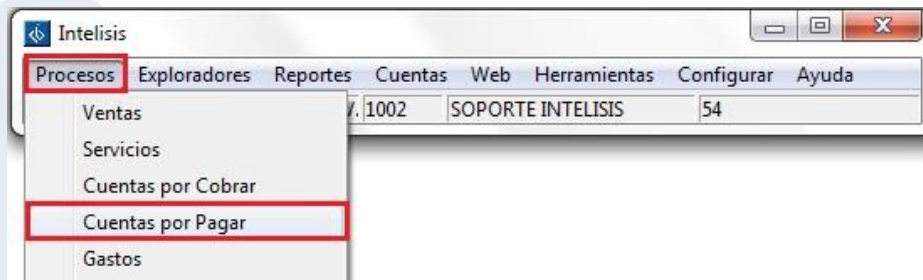 Intelisis
Procesos Exploradores Reportes Cuentas Web Herramientas Configurar Ayuda
V. 1002 SOPORTE INTELISIS 54
Ventas
Servicios
Cuentas por Cobrar
Cuentas por Pagar
Gastos